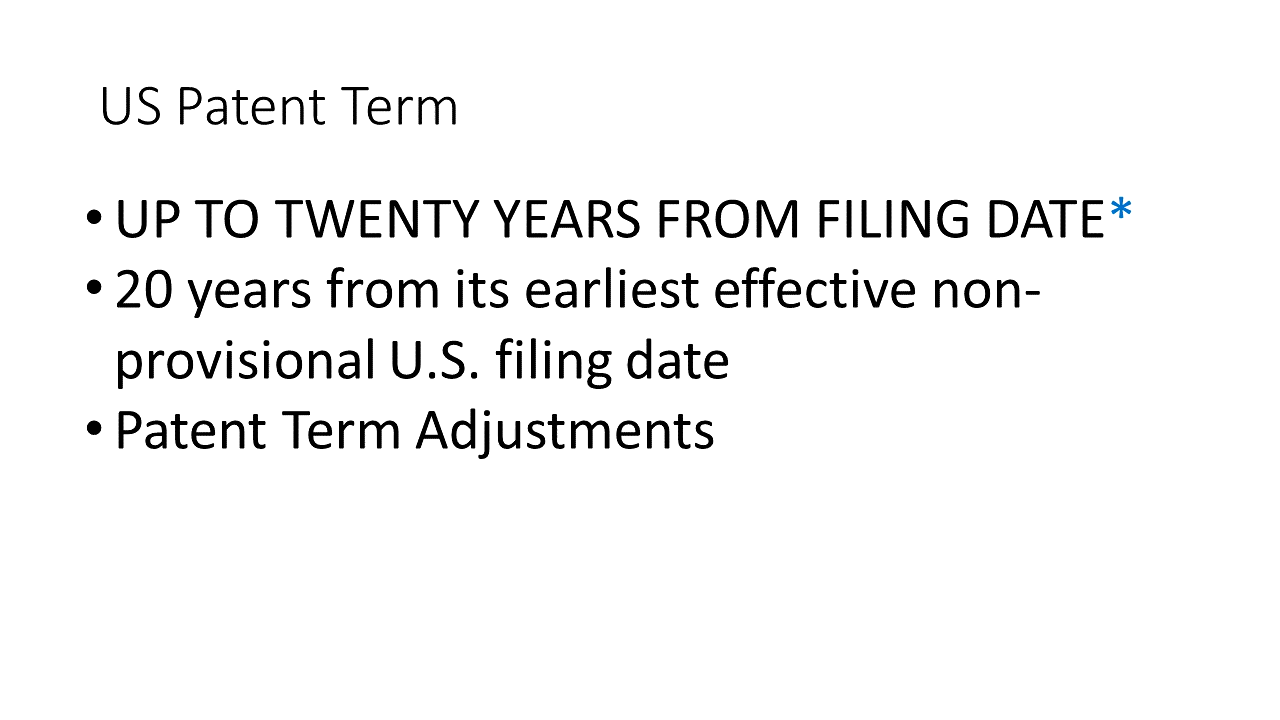 US Patent Term
• UP TO TWENTY YEARS FROM FILING DATE*
• 20 years from its earliest effective non-
provisional U.S. filing date
• Patent Term Adjustments